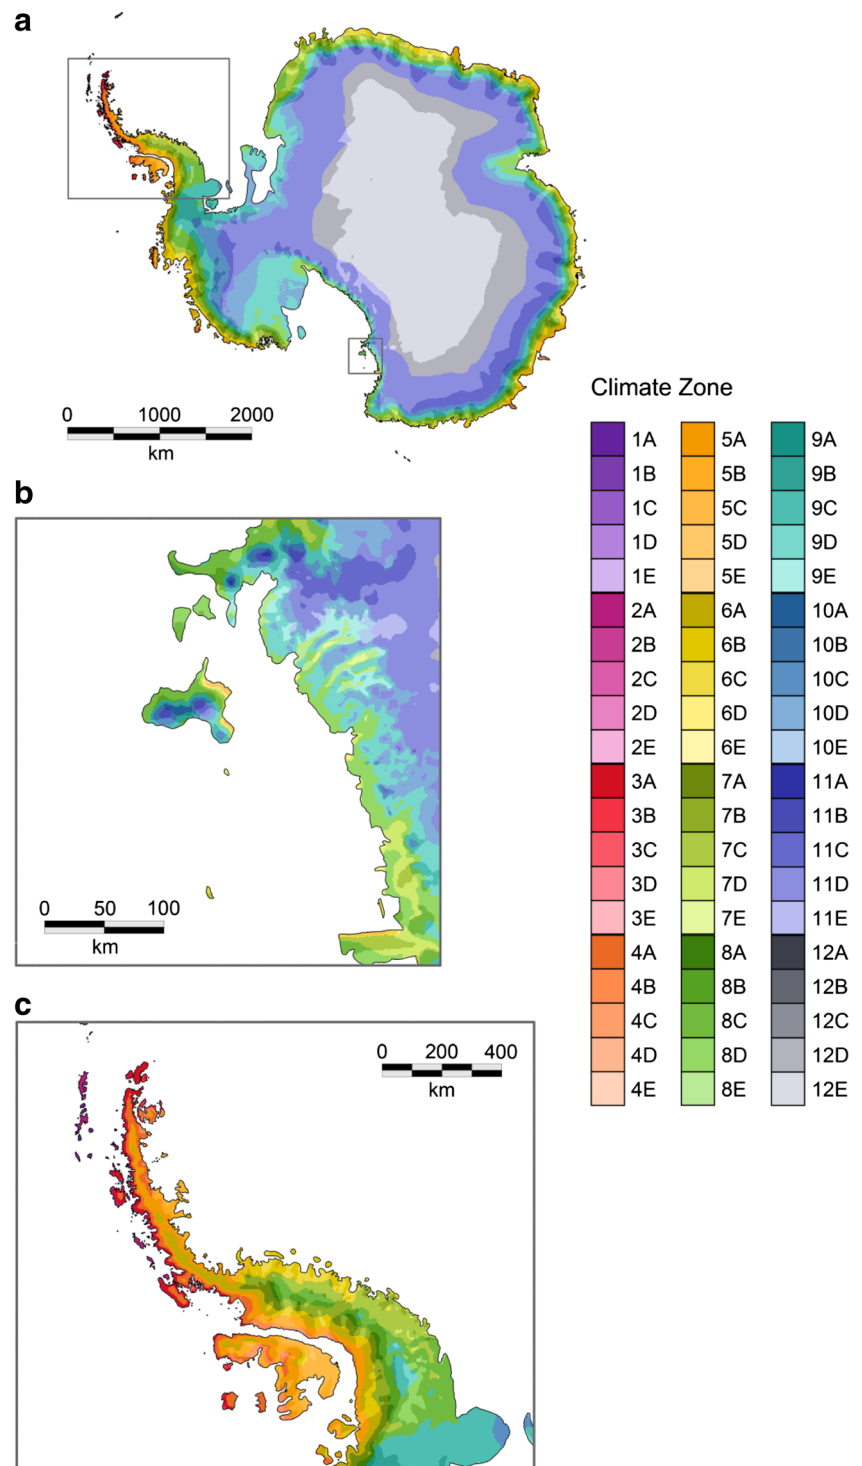 a
0 1000 2000
km
b
0 50 100
km
c
0 200 400
km
Climate Zone
1A 5A 9A
1B 5B 9B
1C 5C 9C
1D 5D 9D
1E 5E 9E
2A 6A 10A
2B 6B 10B
2C 6C 10C
2D 6D 10D
2E 6E 10E
3A 7A 11A
3B 7B 11B
3C 7C 11C
3D 7D 11D
3E 7E 11E
4A 8A 12A
4B 8B 12B
4C 8C 12C
4D 8D 12D
4E 8E 12E